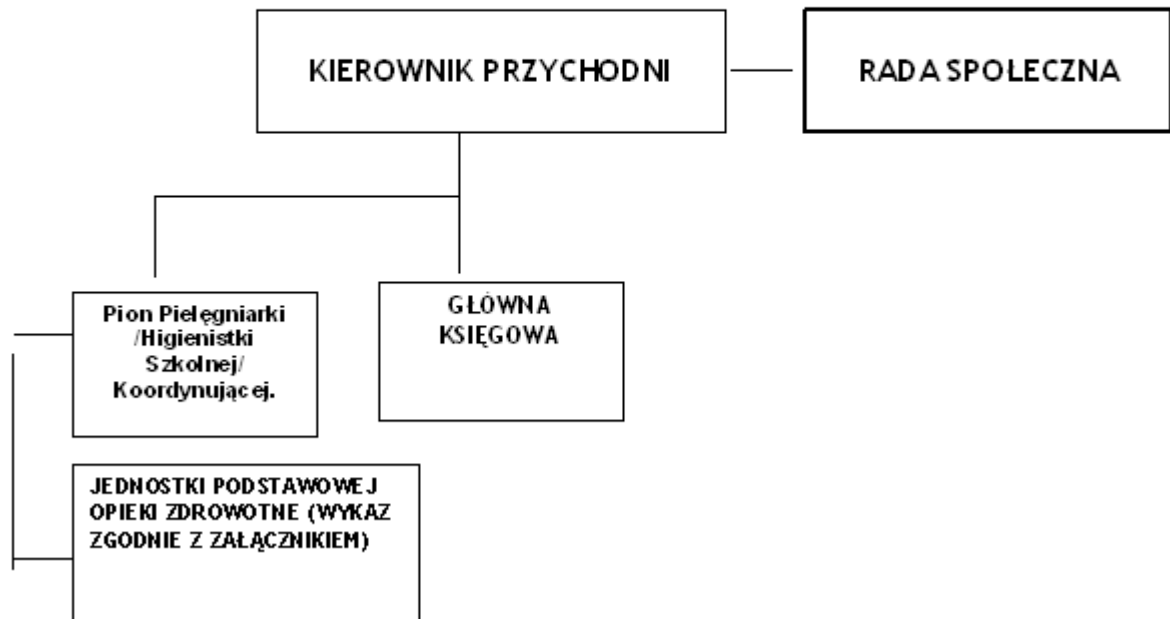 KIEROWNIK PRZYCHODNI
RADA SPOŁECZNA
Pion Pielęgniarki
/Higienistki
Szkolnej/
Koordynującej.
GŁÓWNA
KSIĘGOWA
JEDNOSTKI PODSTAWOWEJ
OPIEKI ZDROWOTNE (WYKAZ
ZGODNIE Z ZAŁĄCZNIKIEM)